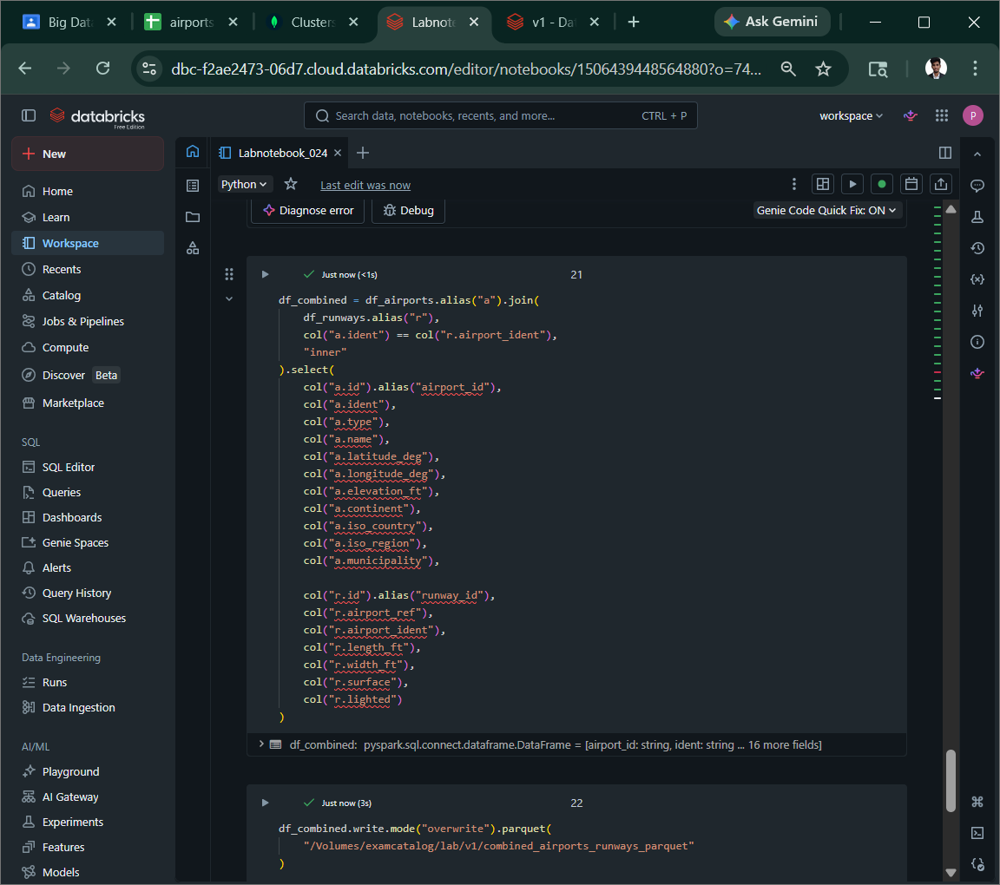 Big Dat
airports
Clusters
Labnote
v1 - Dat
Ask Gemini
dbc-f2ae2473-06d7.cloud.databricks.com/editor/notebooks/1506439448564880?o=74...
databricks
Free Edition
Search data, notebooks, recents, and more...
CTRL + P
workspace
P
New
Home
Learn
Workspace
Recents
Catalog
Jobs & Pipelines
Compute
Discover
Beta
Marketplace
SQL
SQL Editor
Queries
Dashboards
Genie Spaces
Alerts
Query History
SQL Warehouses
Data Engineering
Runs
Data Ingestion
AI/ML
Playground
AI Gateway
Experiments
Features
Models
Labnotebook_024
Python
Last edit was now
Diagnose error
Debug
Genie Code Quick Fix: ON
Just now (<1s)
21
df_combined = df_airports.alias("a").join(
df_runways.alias("r"),
col("a.ident") == col("r.airport_ident"),
"inner"
).select(
col("a.id").alias("airport_id"),
col("a.ident"),
col("a.type"),
col("a.name"),
col("a.latitude_deg"),
col("a.longitude_deg"),
col("a.elevation_ft"),
col("a.continent"),
col("a.iso_country"),
col("a.iso_region"),
col("a.municipality"),
col("r.id").alias("runway_id"),
col("r.airport_ref"),
col("r.airport_ident"),
col("r.length_ft"),
col("r.width_ft"),
col("r.surface"),
col("r.lighted")
)
df_combined: pyspark.sql.connect.dataframe.DataFrame = [airport_id: string, ident: string ... 16 more fields]
Just now (3s)
22
df_combined.write.mode("overwrite").parquet(
"/Volumes/examcatalog/lab/v1/combined_airports_runways_parquet"
)